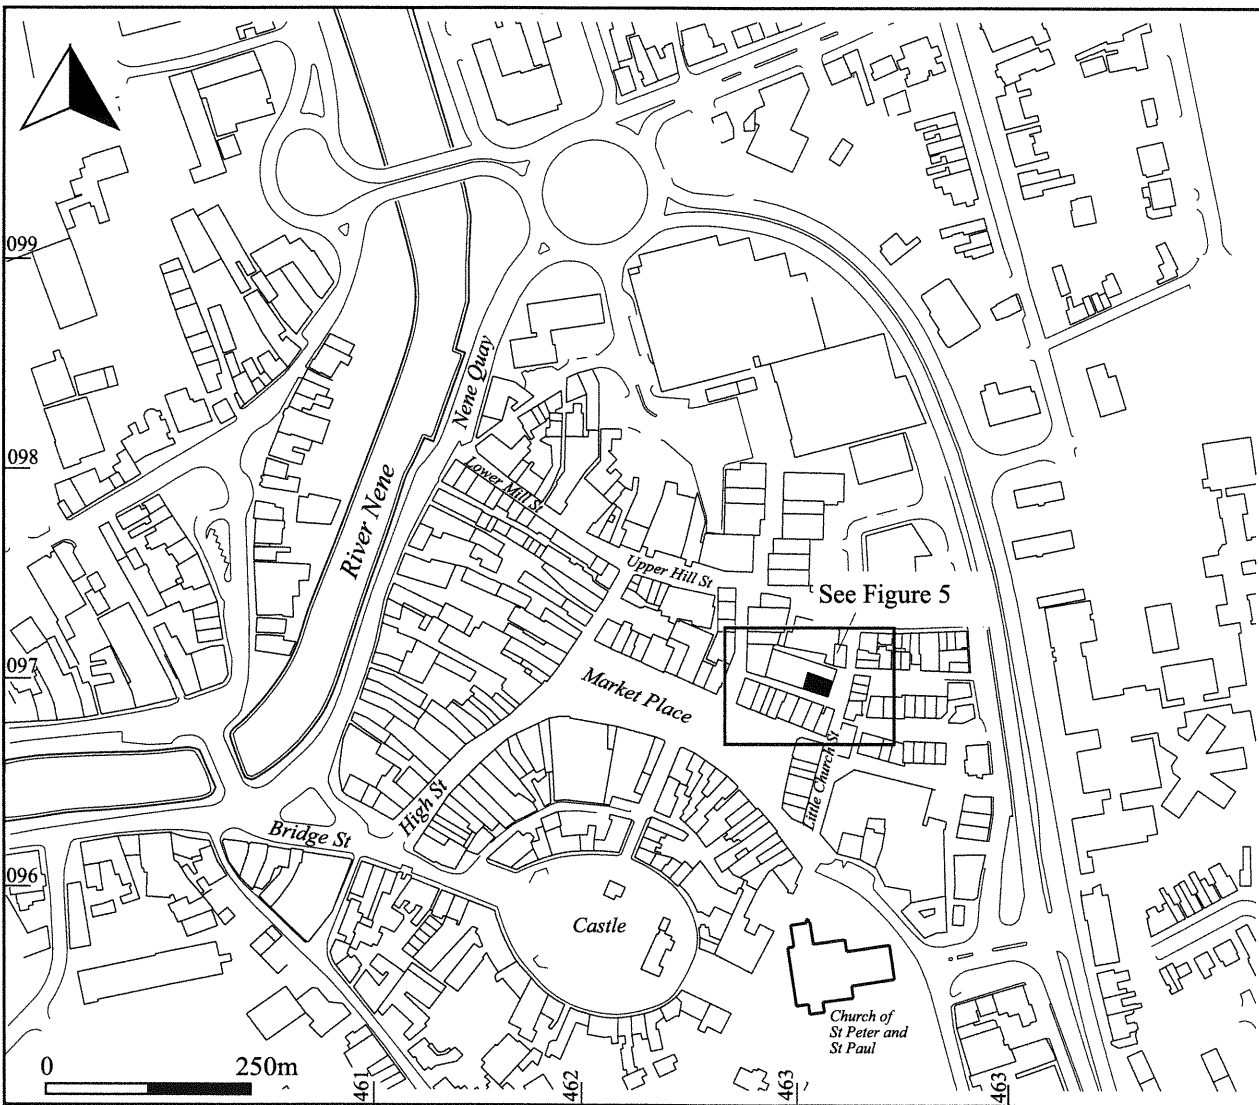 099
Nene Quay
098
Lower Mill St
River Nene
Upper Hill St
See Figure 5
097
Market Place
Little Church St
High St
Bridge St
096
Castle
Church of
St Peter and
St Paul
0
250m
461
462
463
463